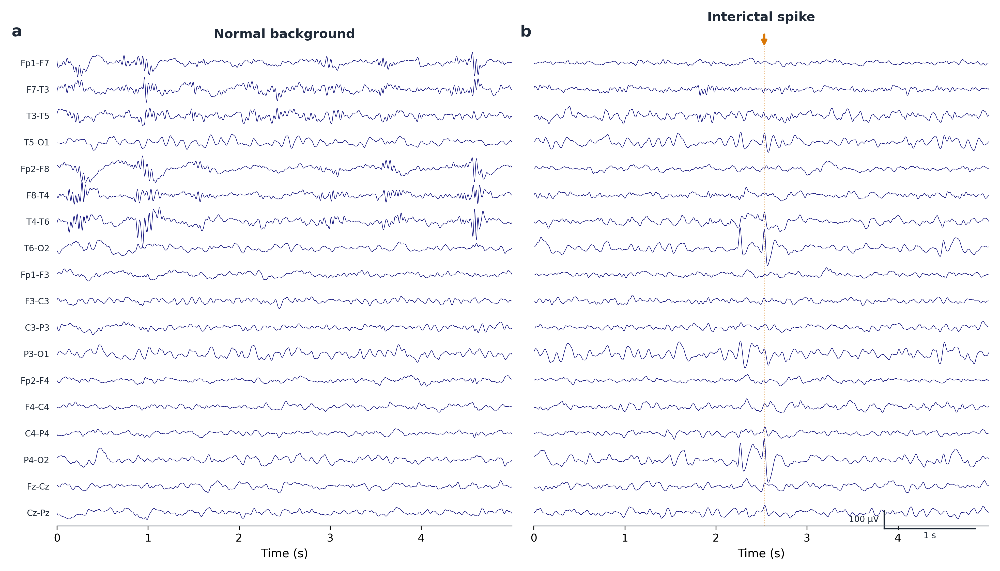 a
Normal background
Fp1-F7
F7-T3
T3-T5
T5-O1
Fp2-F8
F8-T4
T4-T6
T6-O2
Fp1-F3
F3-C3
C3-P3
P3-O1
Fp2-F4
F4-C4
C4-P4
P4-O2
Fz-Cz
Cz-Pz
0 1 2 3 4
Time (s)
b
Interictal spike
100 μV
1 s
0 1 2 3 4
Time (s)